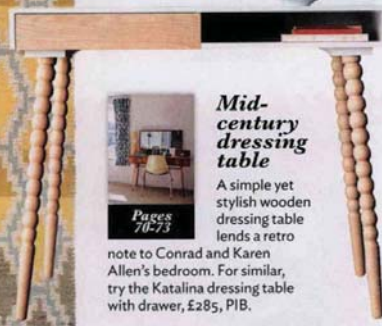 Mid-
century
dressing
table
A simple yet
stylish wooden
dressing table
lends a retro
note to Conrad and Karen
Allen's bedroom. For similar,
try the Katalina dressing table
with drawer, £285, PIB.
Pages
70-73